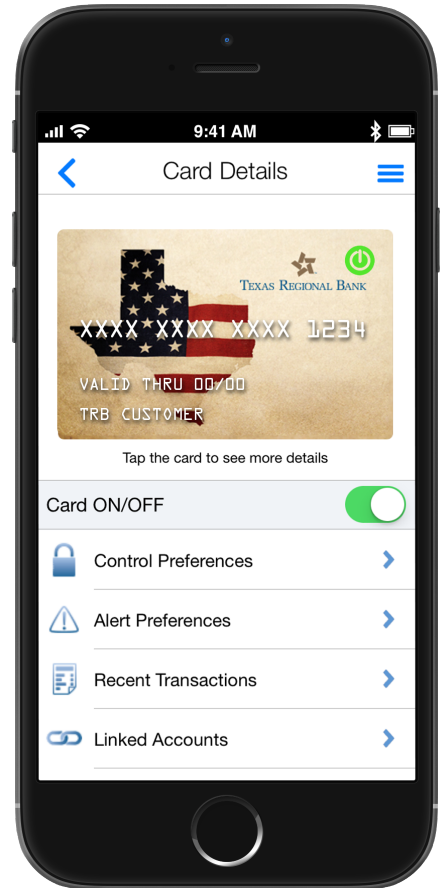 9:41 AM
Card Details
TEXAS REGIONAL BANK
XXXX XXXX XXXX 1234
VALID THRU 00/00
TRB CUSTOMER
Tap the card to see more details
Card ON/OFF
Control Preferences
Alert Preferences
Recent Transactions
Linked Accounts